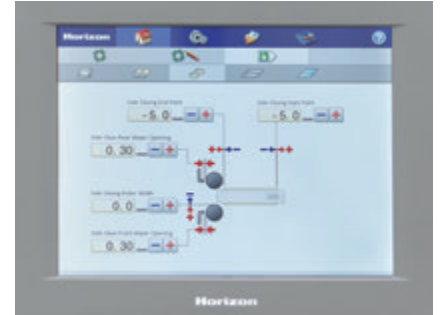 Horizon
Side Gluing End Point
Side Gluing Start Point
- 5. 0
- 5. 0
Side Glue Rear Wiper Opening
0. 30
Side Gluing Roller Width
0. 0
Side Glue Front Wiper Opening
0. 30
Horizon